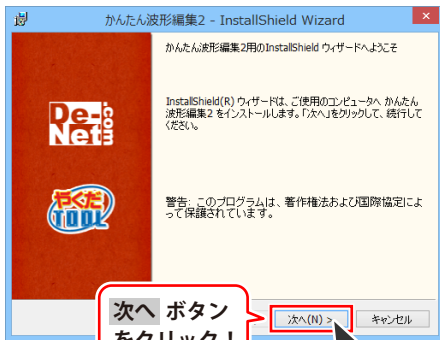 かんたん波形編集2 - InstallShield Wizard
かんたん波形編集2用のInstallShield ウィザードへようこそ
InstallShield(R) ウィザードは、ご使用のコンピュータへ かんたん
波形編集2 をインストールします。「次へ」をクリックして、続行して
ください。
De-Net.com
やくだ!
TOOL
警告: このプログラムは、著作権法および国際協定によ
って保護されています。
次へ ボタン
をクリック!
次へ(N) >
キャンセル